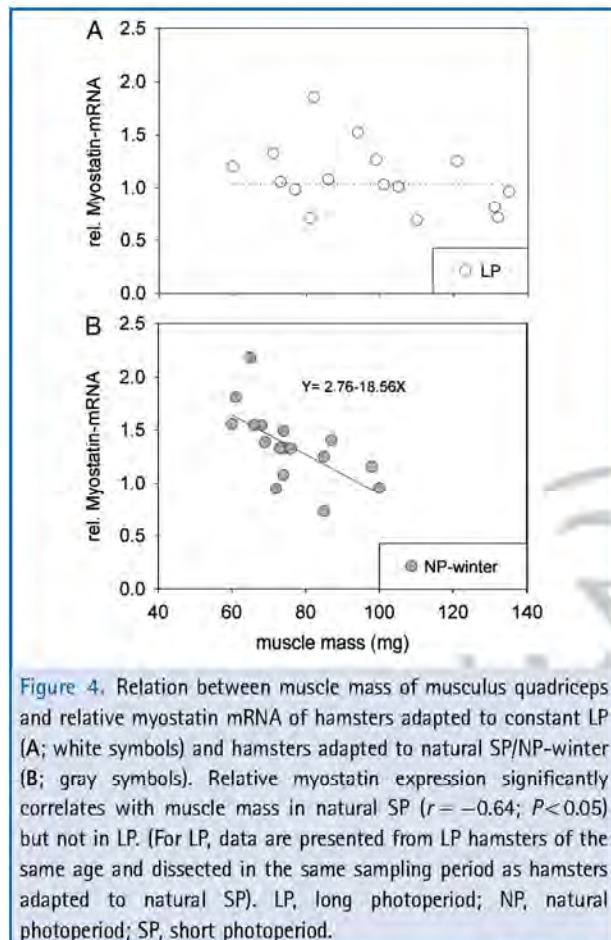 A
2.5
2.0
1.5
1.0
0.5
0.0
rel. Myostatin-mRNA
LP
B
2.5
2.0
1.5
1.0
0.5
0.0
rel. Myostatin-mRNA
Y= 2.76-18.56X
NP-winter
40 60 80 100 120 140
muscle mass (mg)
Figure 4. Relation between muscle mass of musculus quadriceps
and relative myostatin mRNA of hamsters adapted to constant LP
(A; white symbols) and hamsters adapted to natural SP/NP-winter
(B; gray symbols). Relative myostatin expression significantly
correlates with muscle mass in natural SP (r = −0.64; P<0.05)
but not in LP. (For LP, data are presented from LP hamsters of the
same age and dissected in the same sampling period as hamsters
adapted to natural SP). LP, long photoperiod; NP, natural
photoperiod; SP, short photoperiod.